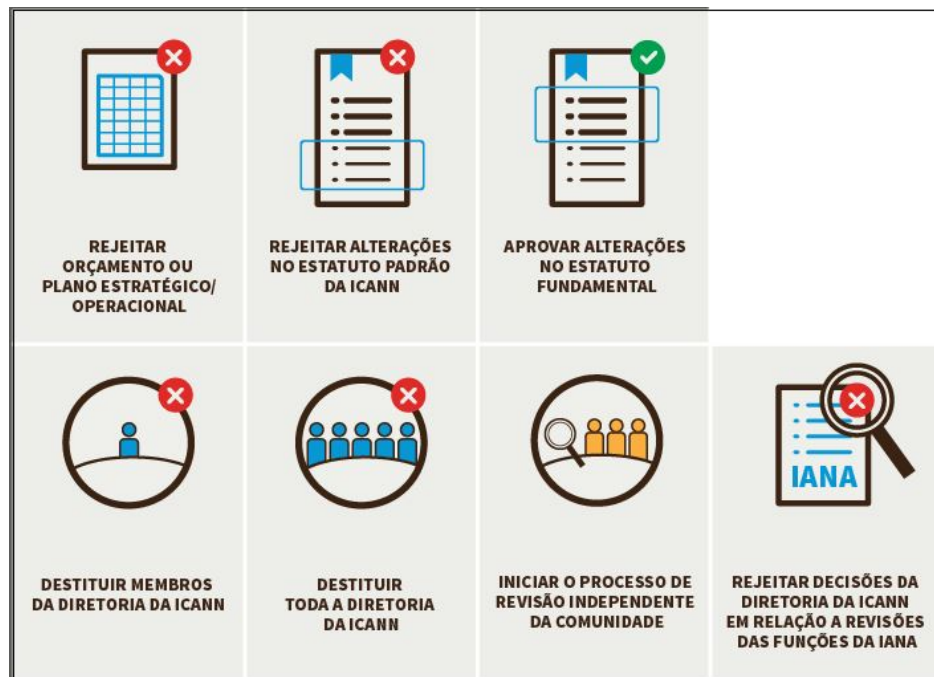 REJEITAR
ORÇAMENTO OU
PLANO ESTRATÉGICO/
OPERACIONAL
REJEITAR ALTERAÇÕES
NO ESTATUTO PADRÃO
DA ICANN
APROVAR ALTERAÇÕES
NO ESTATUTO
FUNDAMENTAL
DESTITUIR MEMBROS
DA DIRETORIA DA ICANN
DESTITUIR
TODA A DIRETORIA
DA ICANN
INICIAR O PROCESSO DE
REVISÃO INDEPENDENTE
DA COMUNIDADE
IANA
REJEITAR DECISÕES DA
DIRETORIA DA ICANN
EM RELAÇÃO A REVISÕES
DAS FUNÇÕES DA IANA